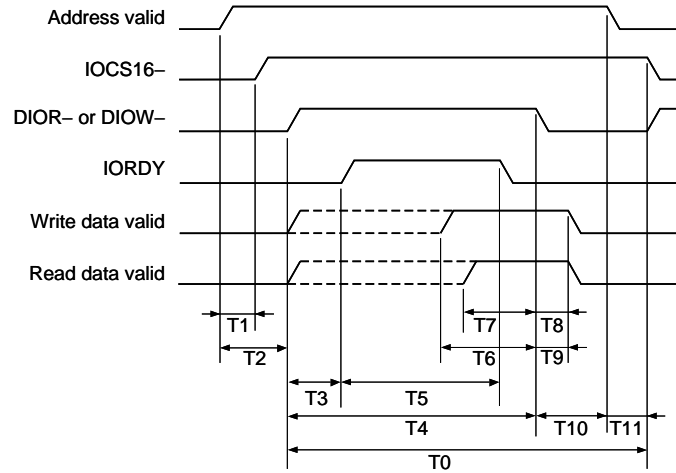 Address valid
IOCS16–
DIOR– or DIOW–
IORDY
Write data valid
Read data valid
T1
T7
T8
T2
T6
T9
T3
T5
T4
T10
T11
T0